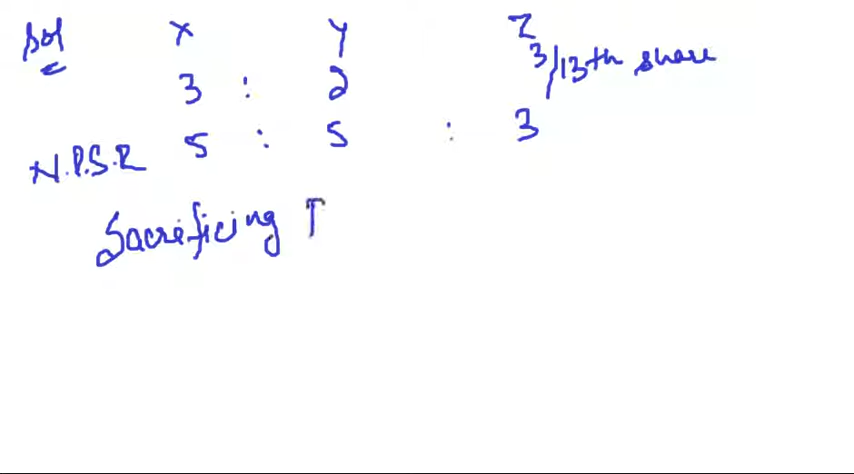 Sol X Y Z
3 : 2 3/13th share
N.P.S.R 5 : 5 : 3
Sacrificing